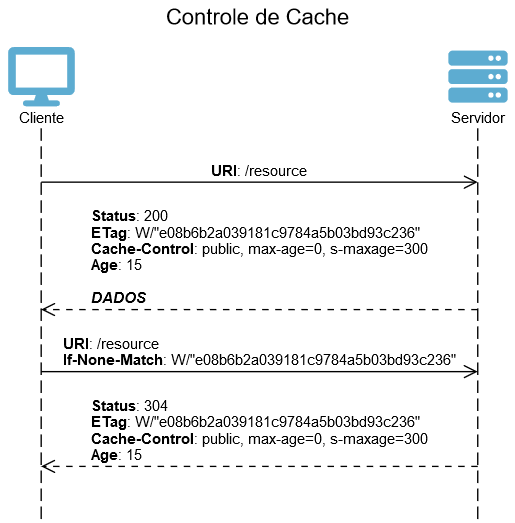 Controle de Cache
Cliente
Servidor
URI: /resource
Status: 200
ETag: W/"e08b6b2a039181c9784a5b03bd93c236"
Cache-Control: public, max-age=0, s-maxage=300
Age: 15
DADOS
URI: /resource
If-None-Match: W/"e08b6b2a039181c9784a5b03bd93c236"
Status: 304
ETag: W/"e08b6b2a039181c9784a5b03bd93c236"
Cache-Control: public, max-age=0, s-maxage=300
Age: 15